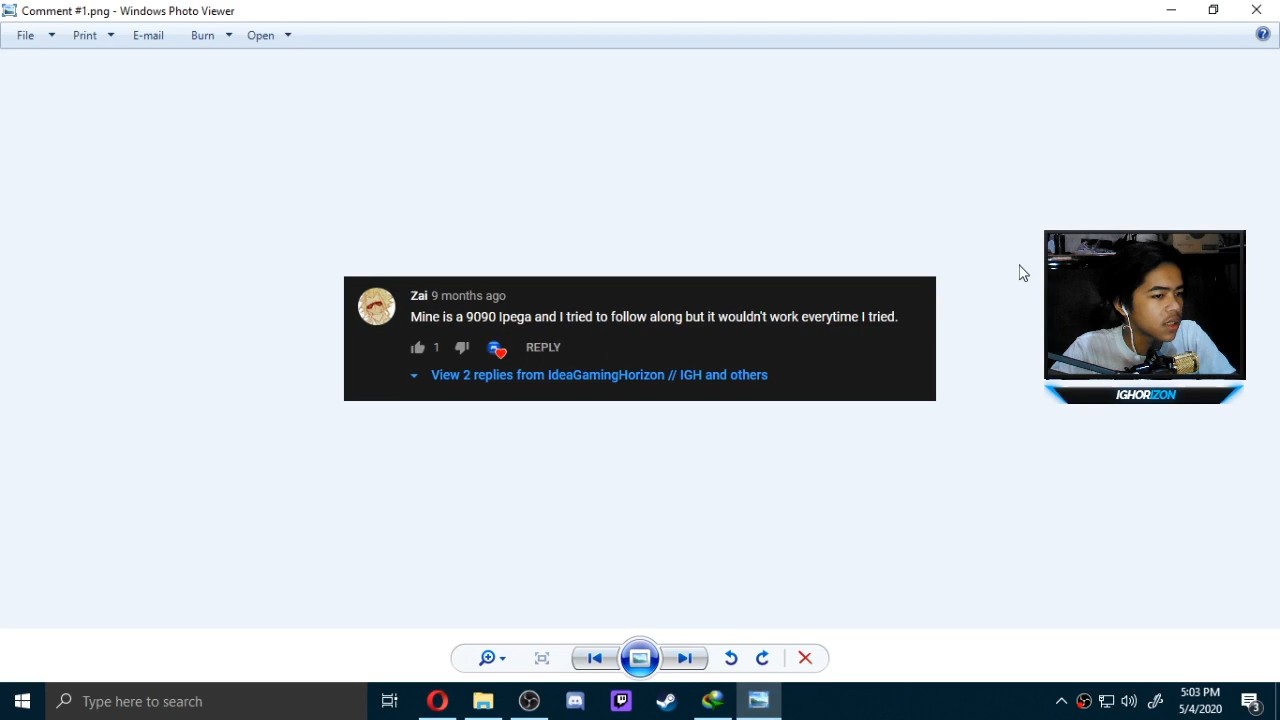 Comment #1.png - Windows Photo Viewer
File Print E-mail Burn Open
Zai 9 months ago
Mine is a 9090 Ipega and I tried to follow along but it wouldn't work everytime I tried.
1 REPLY
View 2 replies from IdeaGamingHorizon // IGH and others
IGHORIZON
Type here to search
5:03 PM
5/4/2020
3